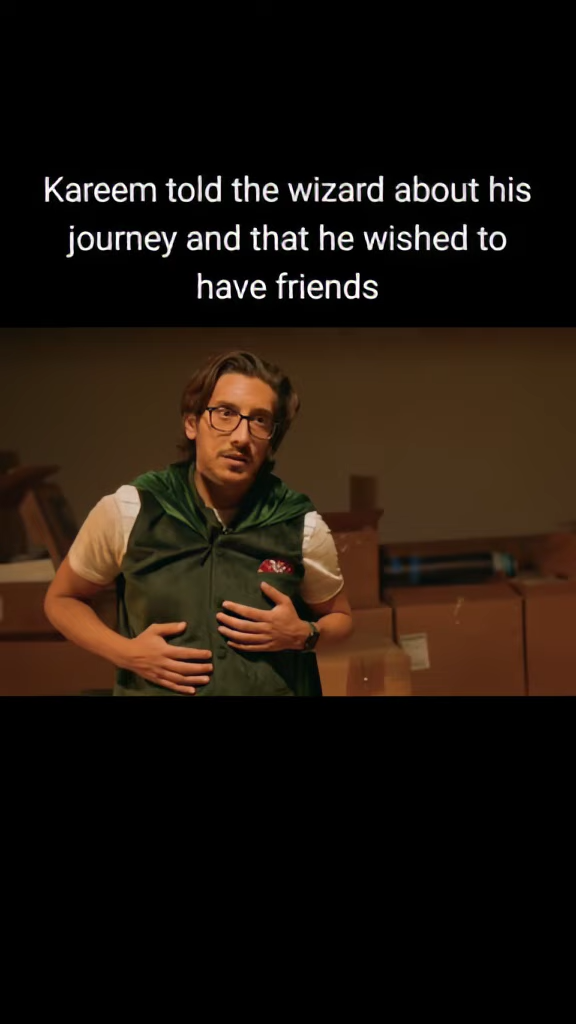 Kareem told the wizard about his
journey and that he wished to
have friends